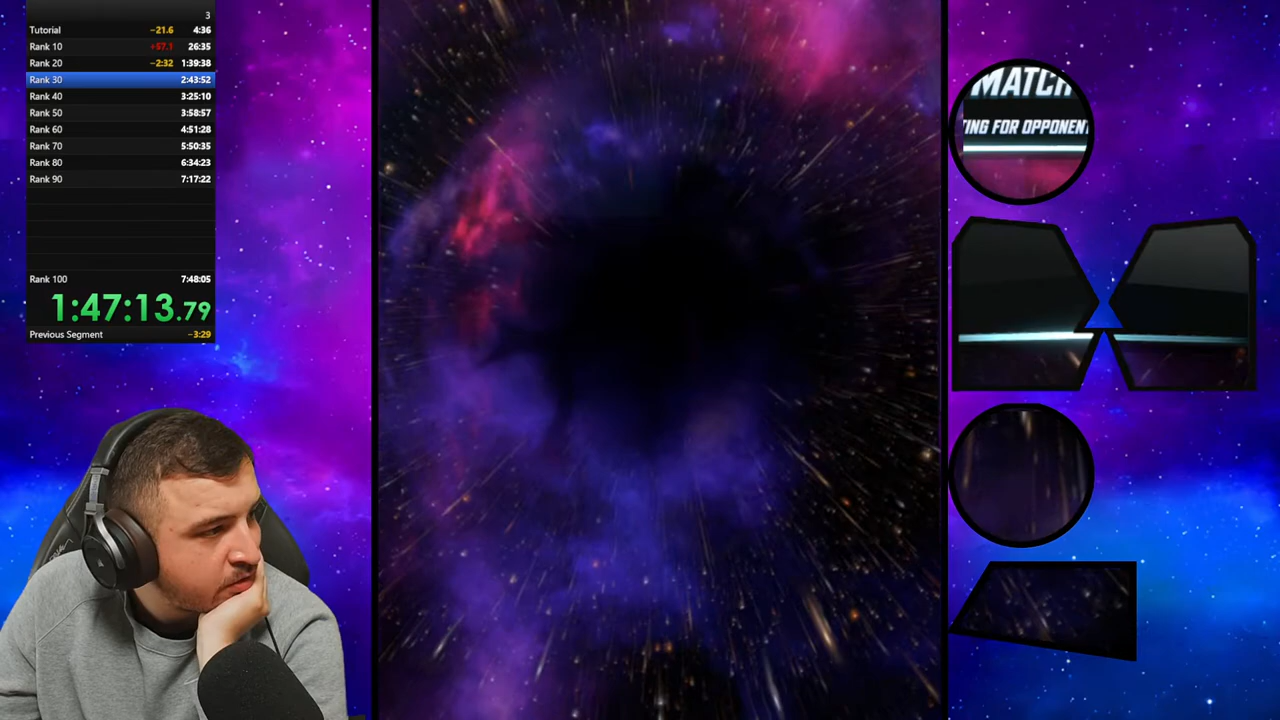 3
Tutorial −21.6 4:36
Rank 10 +57.1 26:35
Rank 20 −2:32 1:39:38
Rank 30 2:43:52
Rank 40 3:25:10
Rank 50 3:58:57
Rank 60 4:51:28
Rank 70 5:50:35
Rank 80 6:34:23
Rank 90 7:17:22
Rank 100 7:48:05
1:47:13.79
Previous Segment −3:29
MATCH
TING FOR OPPONENT